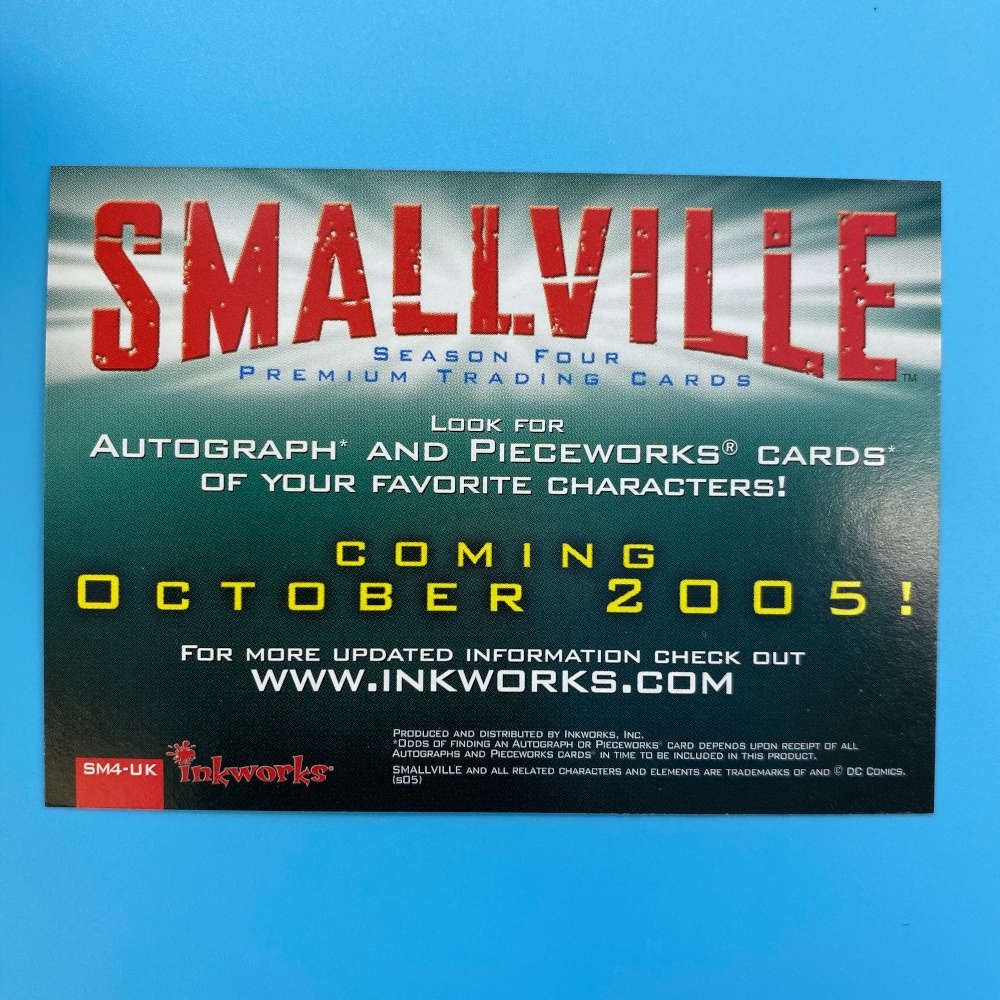 SMALLVILLE™
SEASON FOUR
PREMIUM TRADING CARDS
LOOK FOR
AUTOGRAPH* AND PIECEWORKS® CARDS*
OF YOUR FAVORITE CHARACTERS!
COMING
OCTOBER 2005!
FOR MORE UPDATED INFORMATION CHECK OUT
WWW.INKWORKS.COM
PRODUCED AND DISTRIBUTED BY INKWORKS, INC.
*ODDS OF FINDING AN AUTOGRAPH OR PIECEWORKS® CARD DEPENDS UPON RECEIPT OF ALL
AUTOGRAPHS AND PIECEWORKS CARDS® IN TIME TO BE INCLUDED IN THIS PRODUCT.
SMALLVILLE AND ALL RELATED CHARACTERS AND ELEMENTS ARE TRADEMARKS OF AND © DC COMICS.
(s05)
SM4-UK
inkworks®